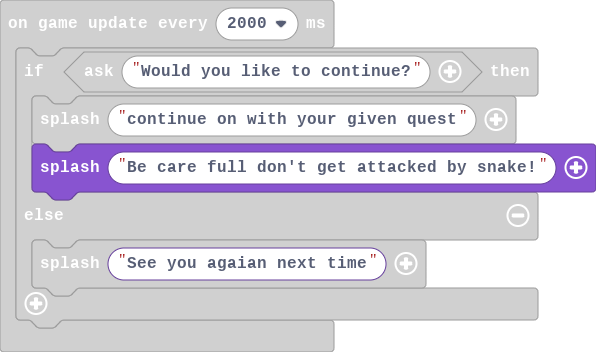 on game update every 2000 ms
if ask "Would you like to continue?" then
splash "continue on with your given quest"
splash "Be care full don't get attacked by snake!"
else
splash "See you agaian next time"